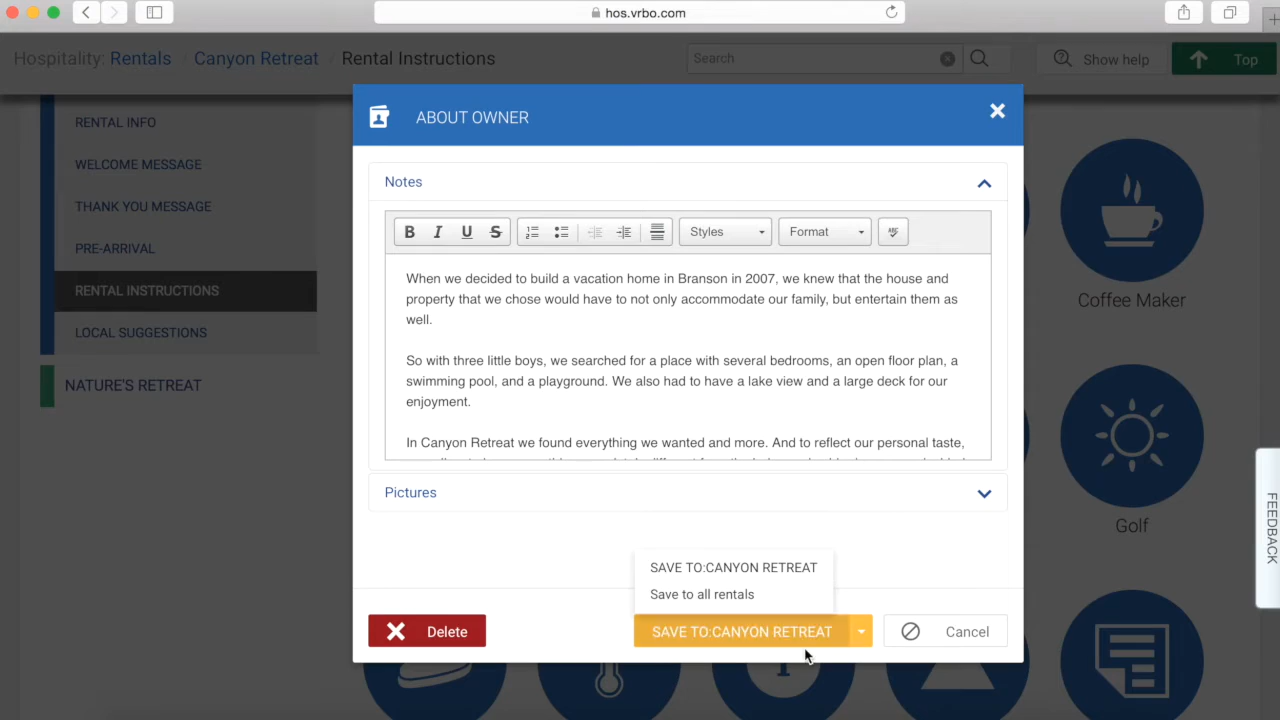 hos.vrbo.com
Hospitality: Rentals / Canyon Retreat / Rental Instructions
Search
Show help
Top
RENTAL INFO
WELCOME MESSAGE
THANK YOU MESSAGE
PRE-ARRIVAL
RENTAL INSTRUCTIONS
LOCAL SUGGESTIONS
NATURE'S RETREAT
ABOUT OWNER
Notes
B I U S
Styles
Format
ABC
When we decided to build a vacation home in Branson in 2007, we knew that the house and
property that we chose would have to not only accommodate our family, but entertain them as
well.
So with three little boys, we searched for a place with several bedrooms, an open floor plan, a
swimming pool, and a playground. We also had to have a lake view and a large deck for our
enjoyment.
In Canyon Retreat we found everything we wanted and more. And to reflect our personal taste,
Pictures
SAVE TO:CANYON RETREAT
Save to all rentals
Delete
SAVE TO:CANYON RETREAT
Cancel
Coffee Maker
Golf
FEEDBACK